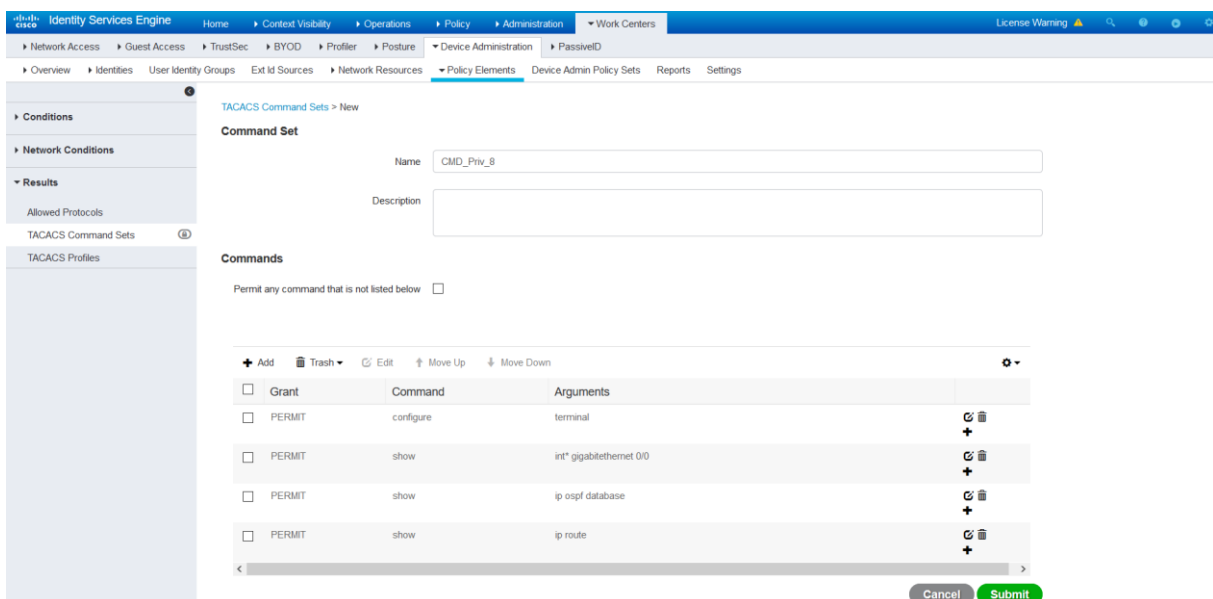 cisco Identity Services Engine Home Context Visibility Operations Policy Administration Work Centers License Warning
Network Access Guest Access TrustSec BYOD Profiler Posture Device Administration PassiveID
Overview Identities User Identity Groups Ext Id Sources Network Resources Policy Elements Device Admin Policy Sets Reports Settings
Conditions
Network Conditions
Results
Allowed Protocols
TACACS Command Sets
TACACS Profiles
TACACS Command Sets > New
Command Set
Name CMD_Priv_8
Description
Commands
Permit any command that is not listed below
Add Trash Edit Move Up Move Down
Grant Command Arguments
PERMIT configure terminal
PERMIT show int* gigabitethernet 0/0
PERMIT show ip ospf database
PERMIT show ip route
Cancel Submit